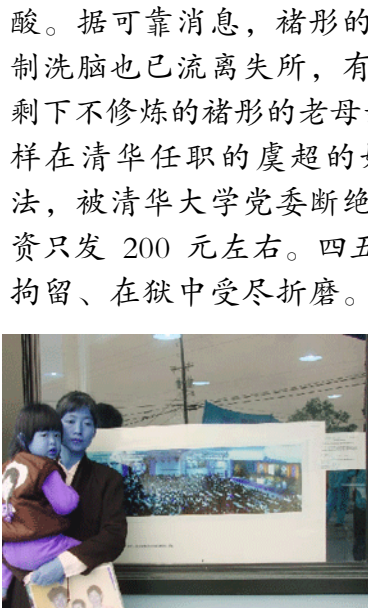 酸。据可靠消息，褚彤的
制洗脑也已流离失所，有
剩下不修炼的褚彤的老母
样在清华任职的虞超的
法，被清华大学党委断绝
资只发 200 元左右。四五
拘留、在狱中受尽折磨。